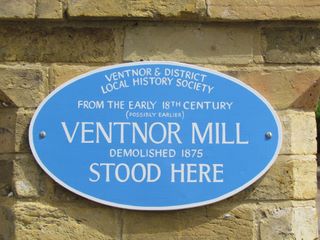 VENTNOR & DISTRICT
LOCAL HISTORY SOCIETY
FROM THE EARLY 18TH CENTURY
(POSSIBLY EARLIER)
VENTNOR MILL
DEMOLISHED 1875
STOOD HERE